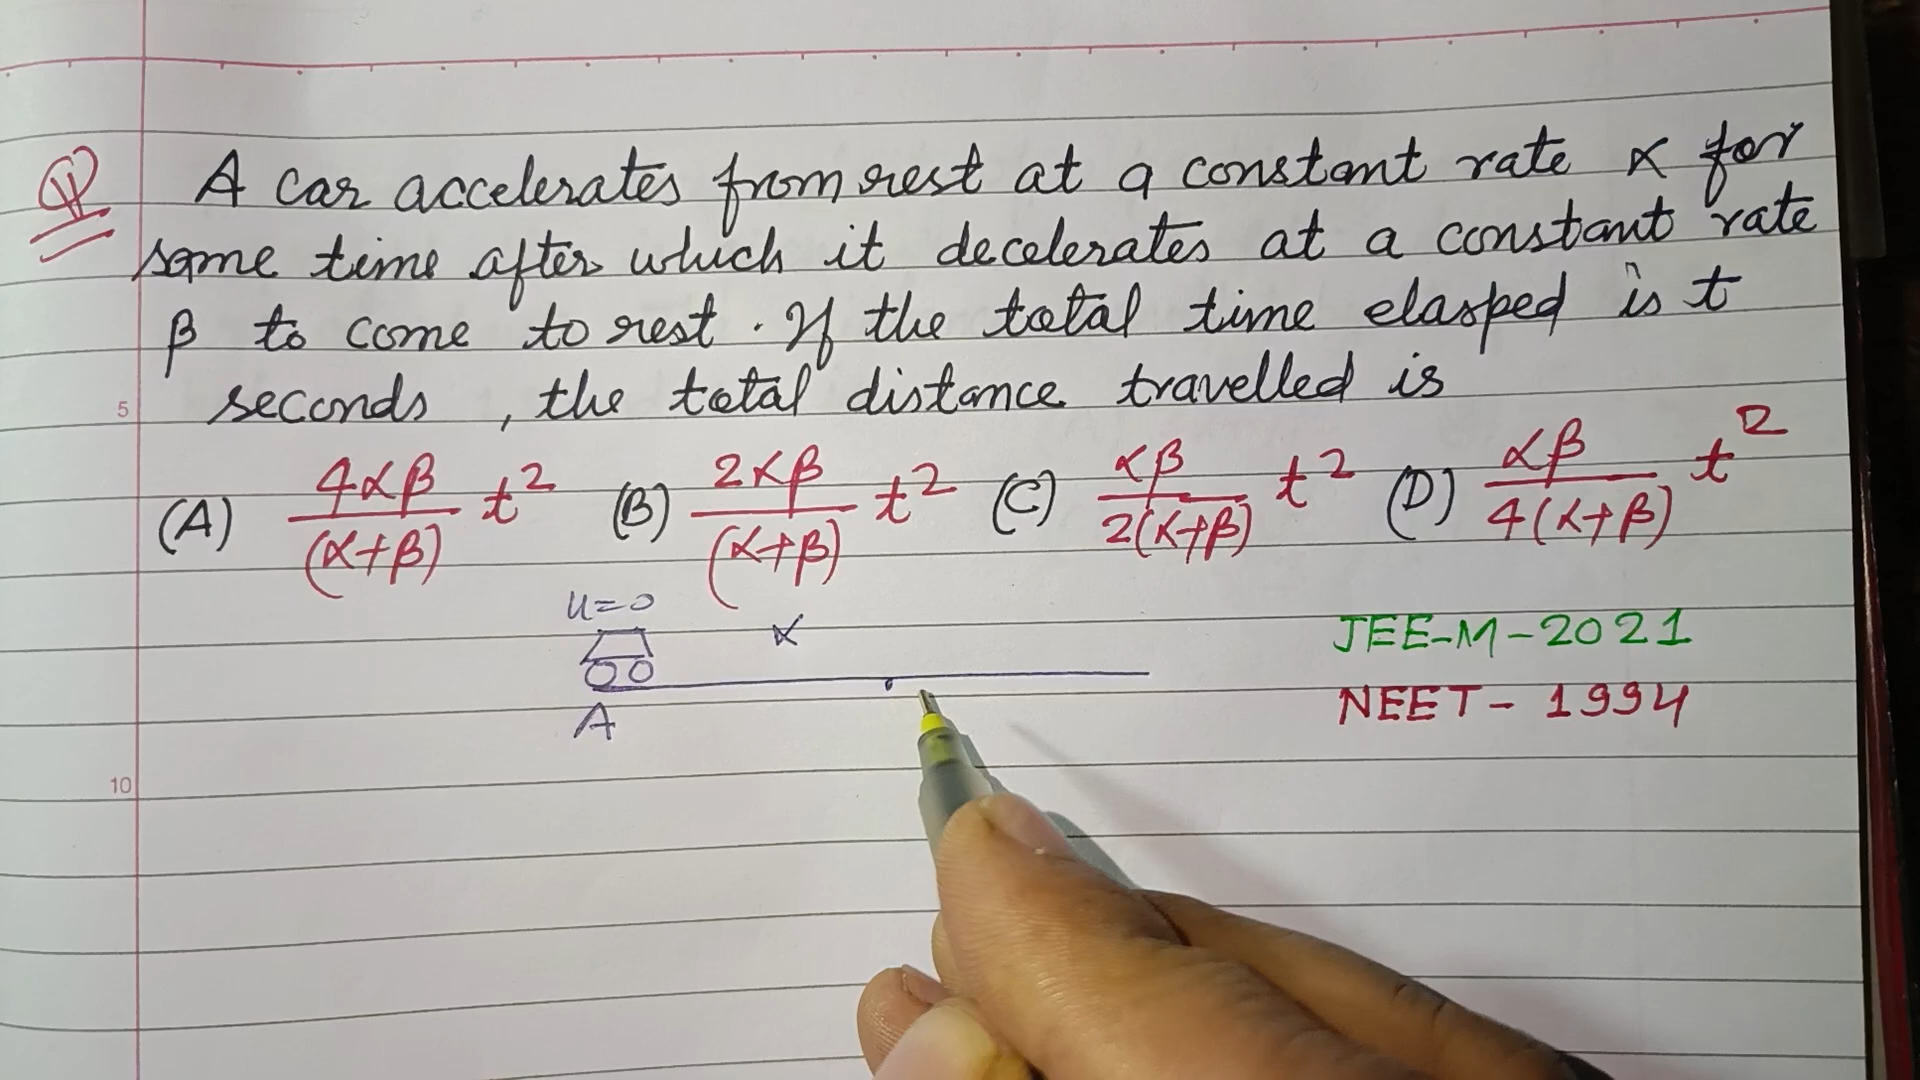 Q A car accelerates from rest at a constant rate α for
some time after which it decelerates at a constant rate
β to come to rest. If the total time elasped is t
seconds, the total distance travelled is
5
(A) 4αβ/(α+β) t² (B) 2αβ/(α+β) t² (C) αβ/2(α+β) t² (D) αβ/4(α+β) t²
u=0
α
JEE-M-2021
A
NEET-1994
10